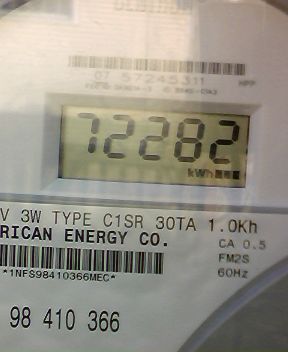 07 57245311 HPP
72282
kWh
V 3W TYPE C1SR 30TA 1.0Kh
RICAN ENERGY CO. CA 0.5
FM2S
*1NFS98410366MEC* 60Hz
98 410 366